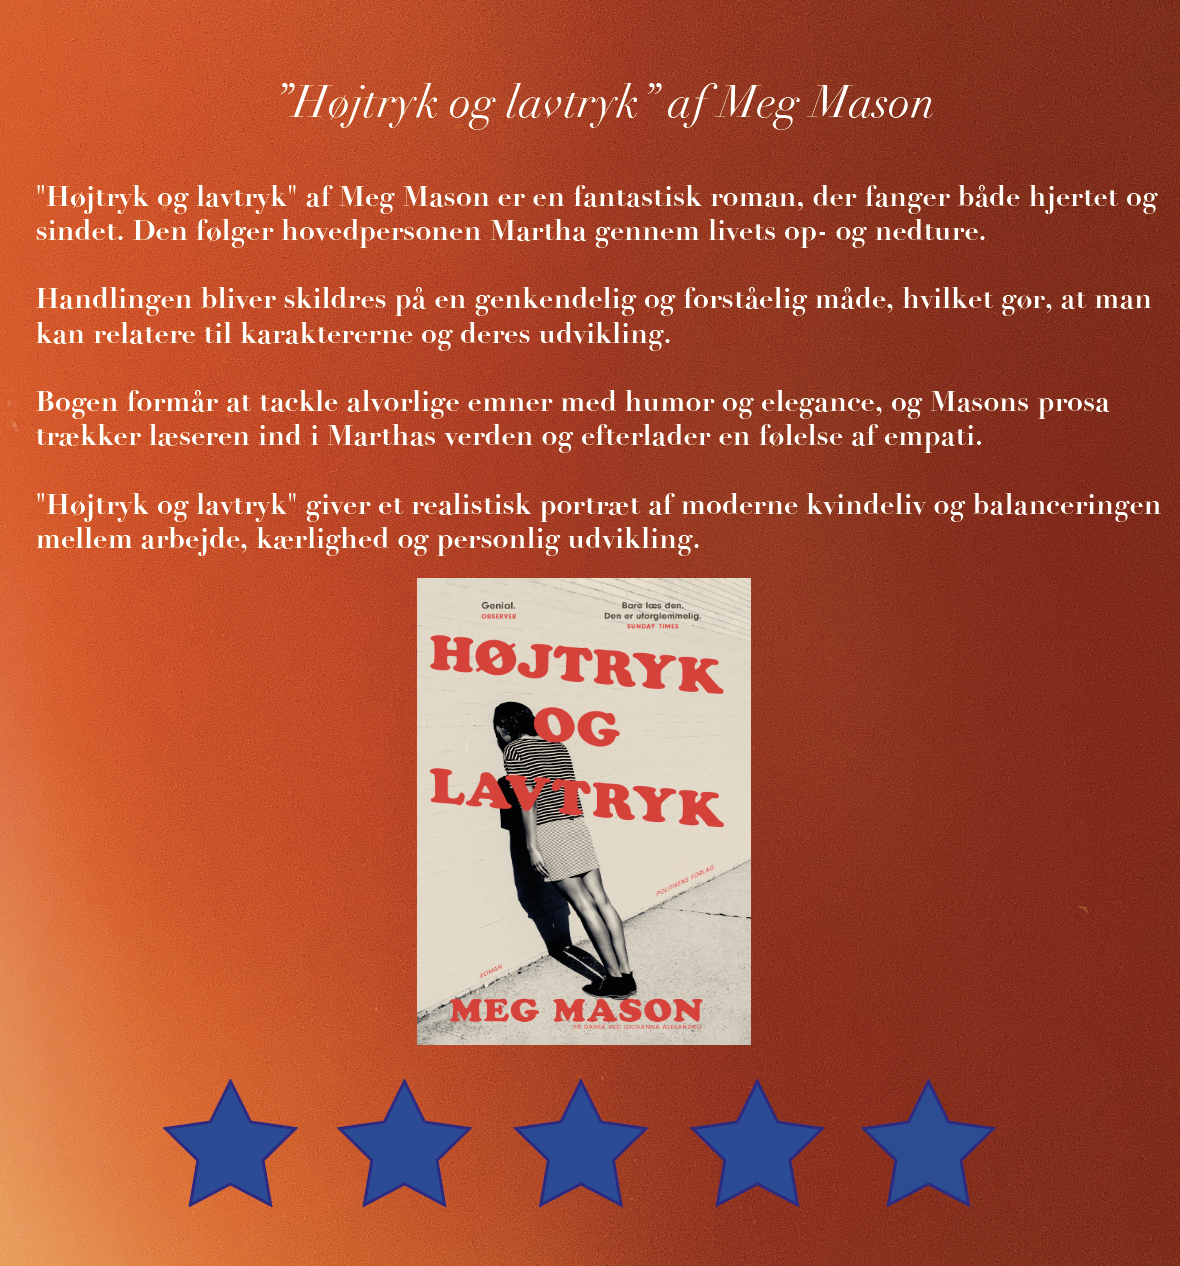 ”Højtryk og lavtryk” af Meg Mason
"Højtryk og lavtryk" af Meg Mason er en fantastisk roman, der fanger både hjertet og
sindet. Den følger hovedpersonen Martha gennem livets op- og nedture.
Handlingen bliver skildres på en genkendelig og forståelig måde, hvilket gør, at man
kan relatere til karaktererne og deres udvikling.
Bogen formår at tackle alvorlige emner med humor og elegance, og Masons prosa
trækker læseren ind i Marthas verden og efterlader en følelse af empati.
"Højtryk og lavtryk" giver et realistisk portræt af moderne kvindeliv og balanceringen
mellem arbejde, kærlighed og personlig udvikling.
Genial.
OBSERVER
Bare læs den.
Den er uforglemmelig.
SUNDAY TIMES
HØJTRYK
OG
LAVTRYK
POLITIKENS FORLAG
ROMAN
MEG MASON
PÅ DANSK VED GIOVANNA ALESANDRO